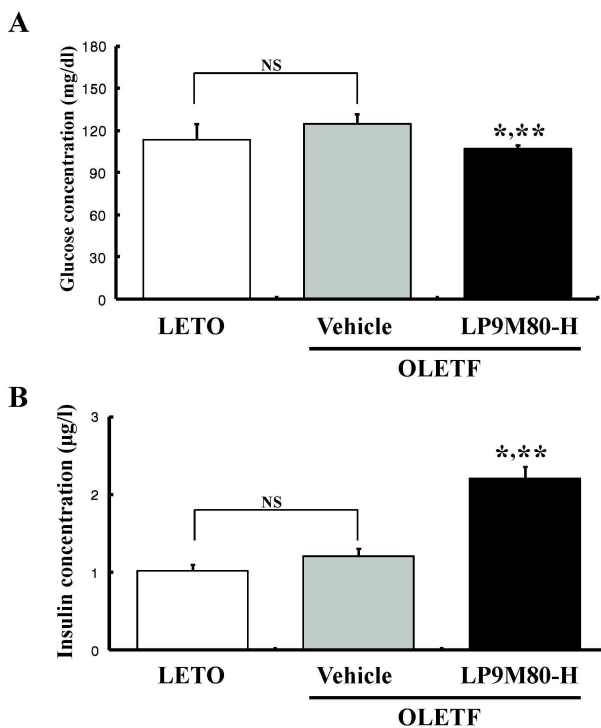 A
Glucose concentration (mg/dl)
180
150
120
90
60
30
0
NS
*,**
LETO Vehicle LP9M80-H
OLETF
B
Insulin concentration (µg/l)
3
2
1
0
NS
*,**
LETO Vehicle LP9M80-H
OLETF